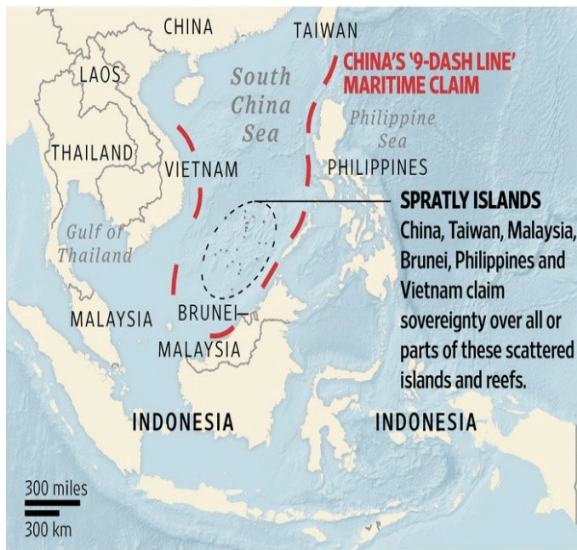 CHINA
TAIWAN
CHINA'S '9-DASH LINE'
MARITIME CLAIM
LAOS
South
China
Sea
Philippine
Sea
THAILAND
VIETNAM
PHILIPPINES
SPRATLY ISLANDS
China, Taiwan, Malaysia,
Brunei, Philippines and
Vietnam claim
sovereignty over all or
parts of these scattered
islands and reefs.
Gulf of
Thailand
MALAYSIA
BRUNEI
MALAYSIA
INDONESIA
INDONESIA
300 miles
300 km